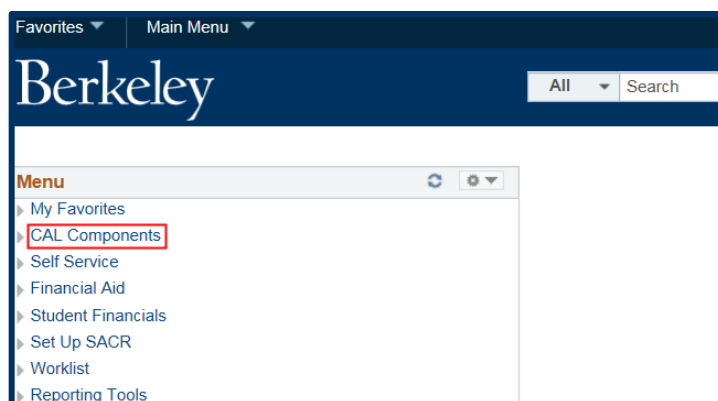 Favorites Main Menu
Berkeley
All Search
Menu
My Favorites
CAL Components
Self Service
Financial Aid
Student Financials
Set Up SACR
Worklist
Reporting Tools